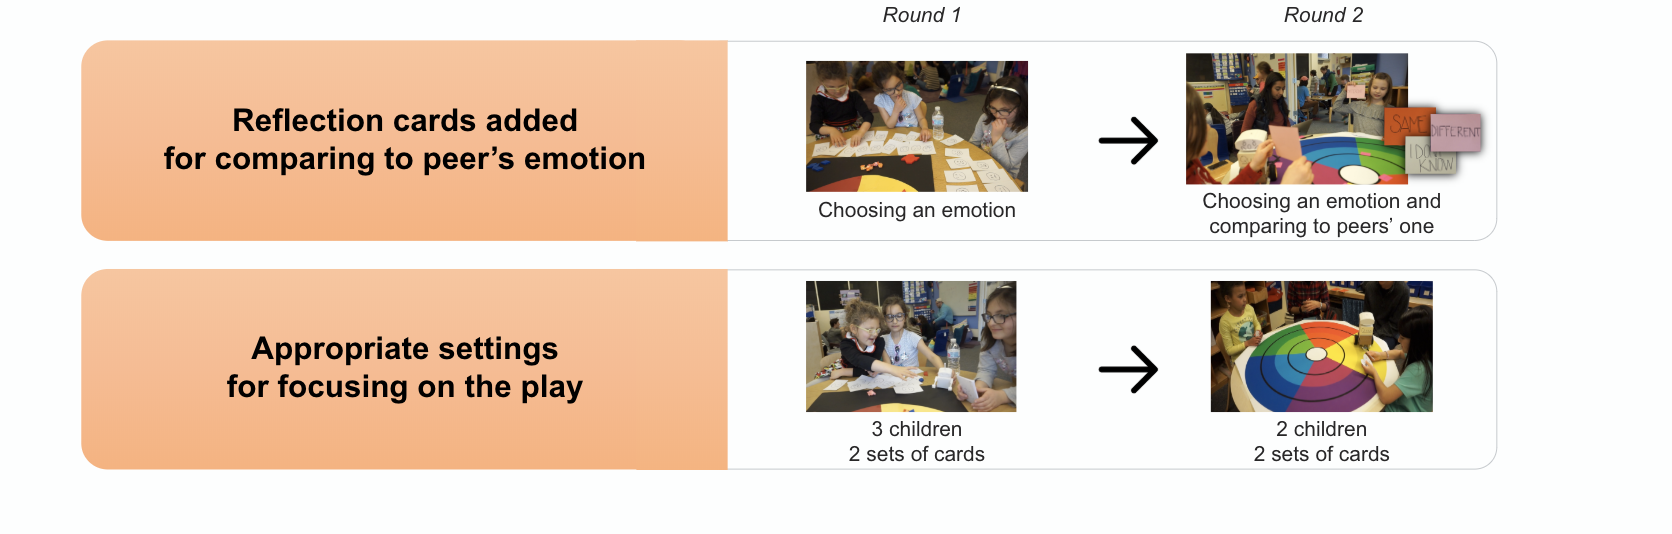 Round 1
Round 2
Reflection cards added
for comparing to peer's emotion
SAME
DIFFERENT
I DON'T
KNOW
Choosing an emotion
Choosing an emotion and
comparing to peers' one
Appropriate settings
for focusing on the play
3 children
2 sets of cards
2 children
2 sets of cards